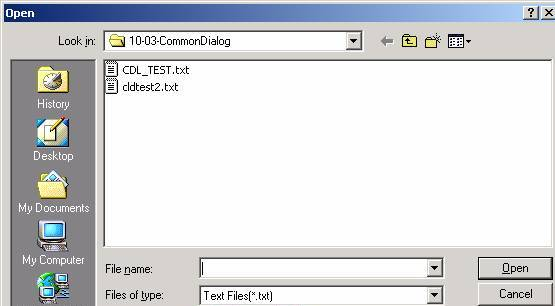 Open
Look in: 10-03-CommonDialog
CDL_TEST.txt
cldtest2.txt
History
Desktop
My Documents
My Computer
File name:
Open
Files of type: Text Files(*.txt)
Cancel